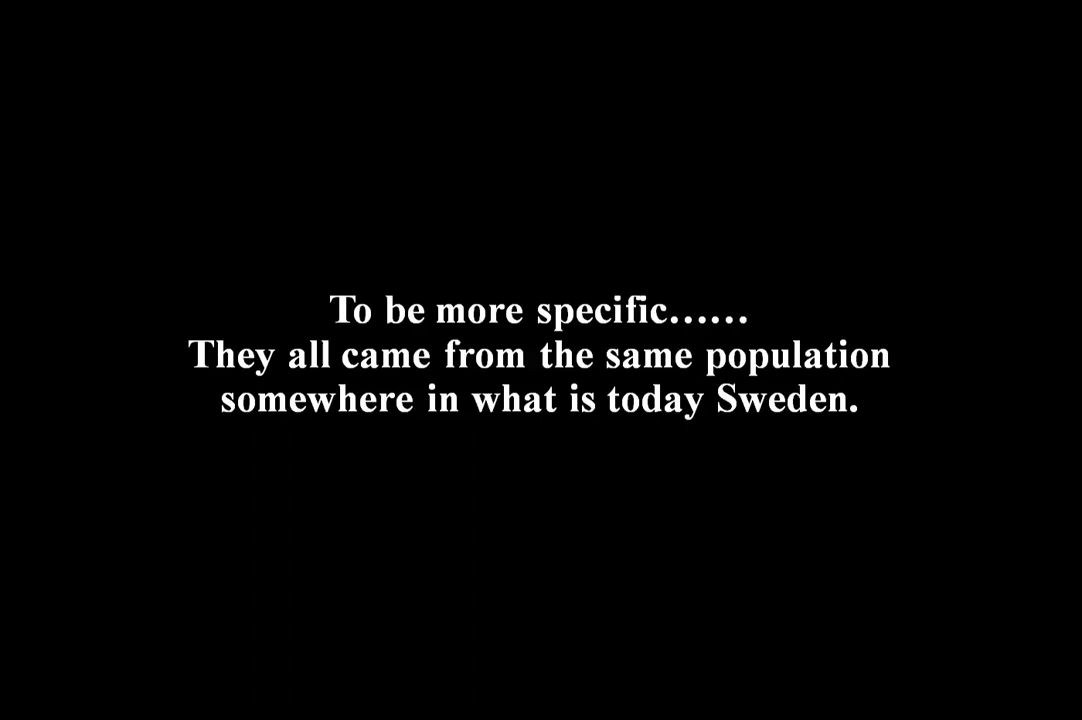 To be more specific……
They all came from the same population
somewhere in what is today Sweden.